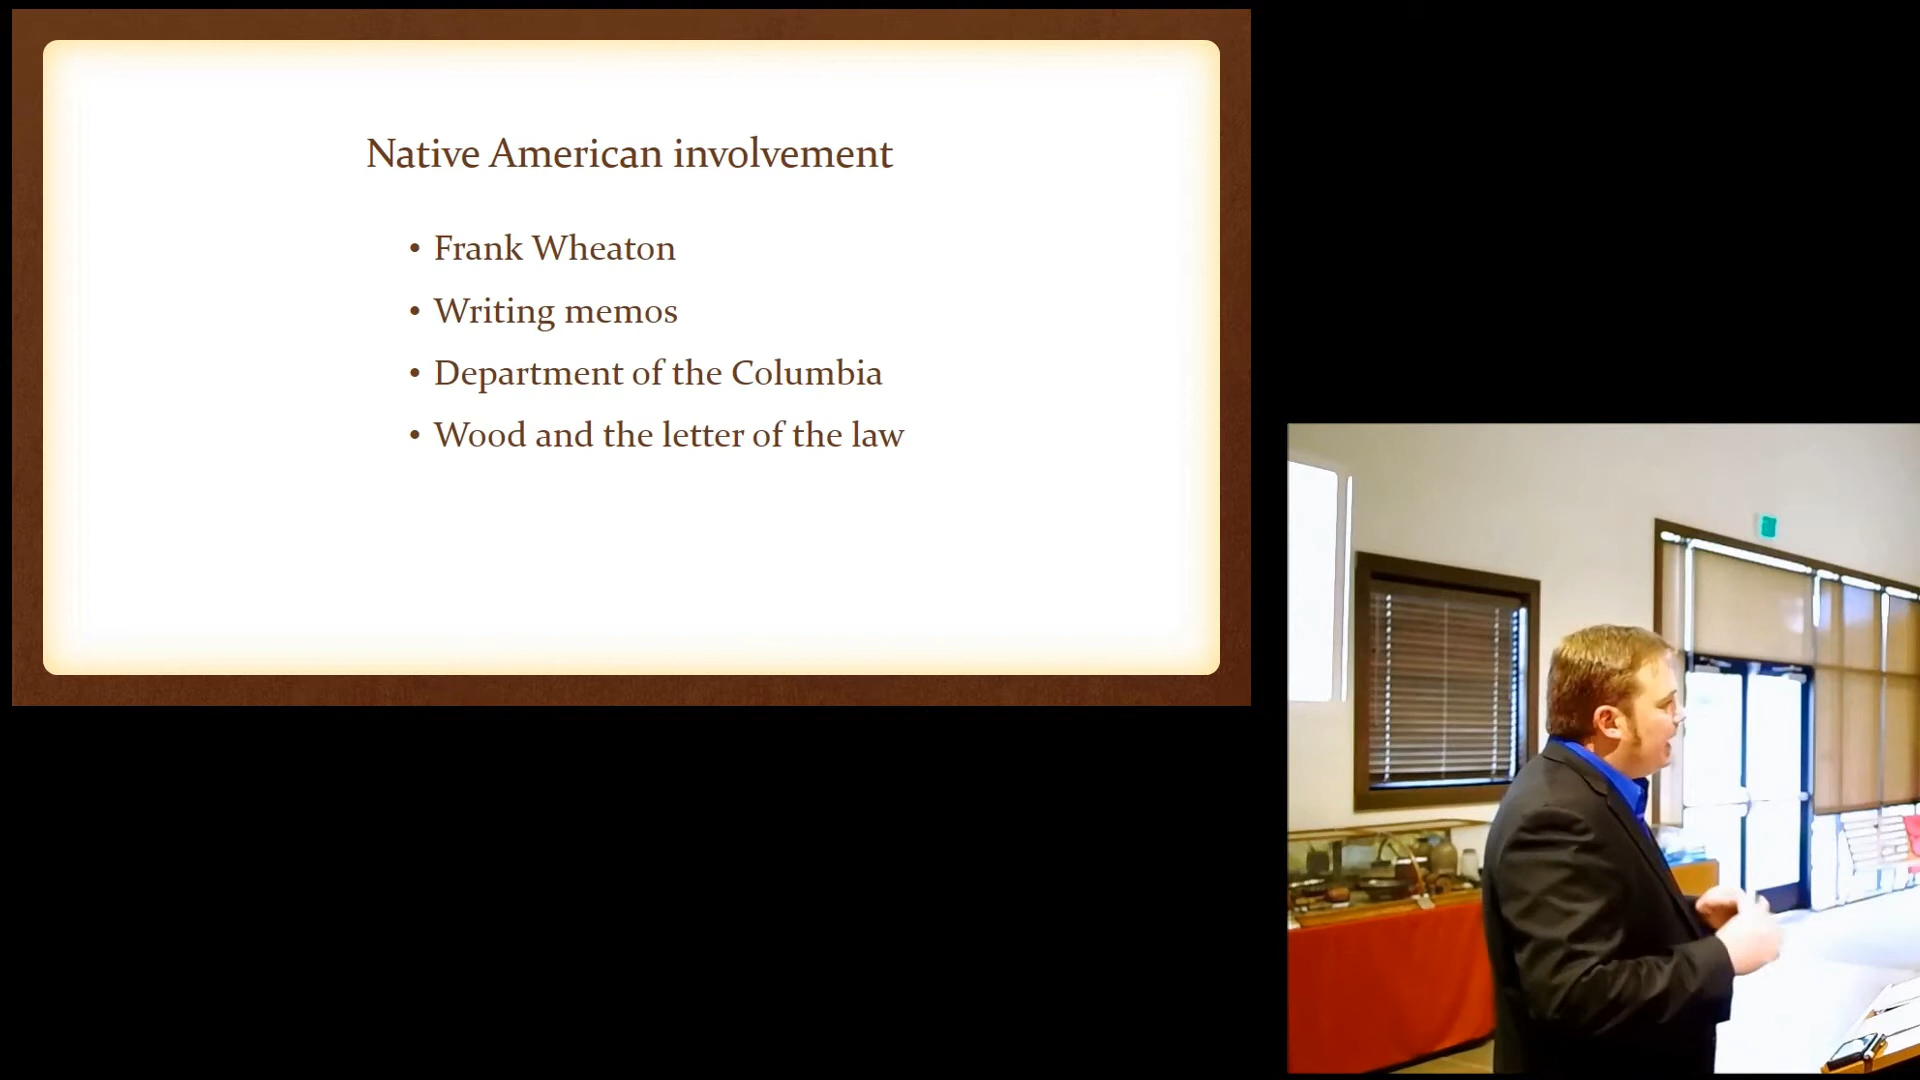 Native American involvement
• Frank Wheaton
• Writing memos
• Department of the Columbia
• Wood and the letter of the law